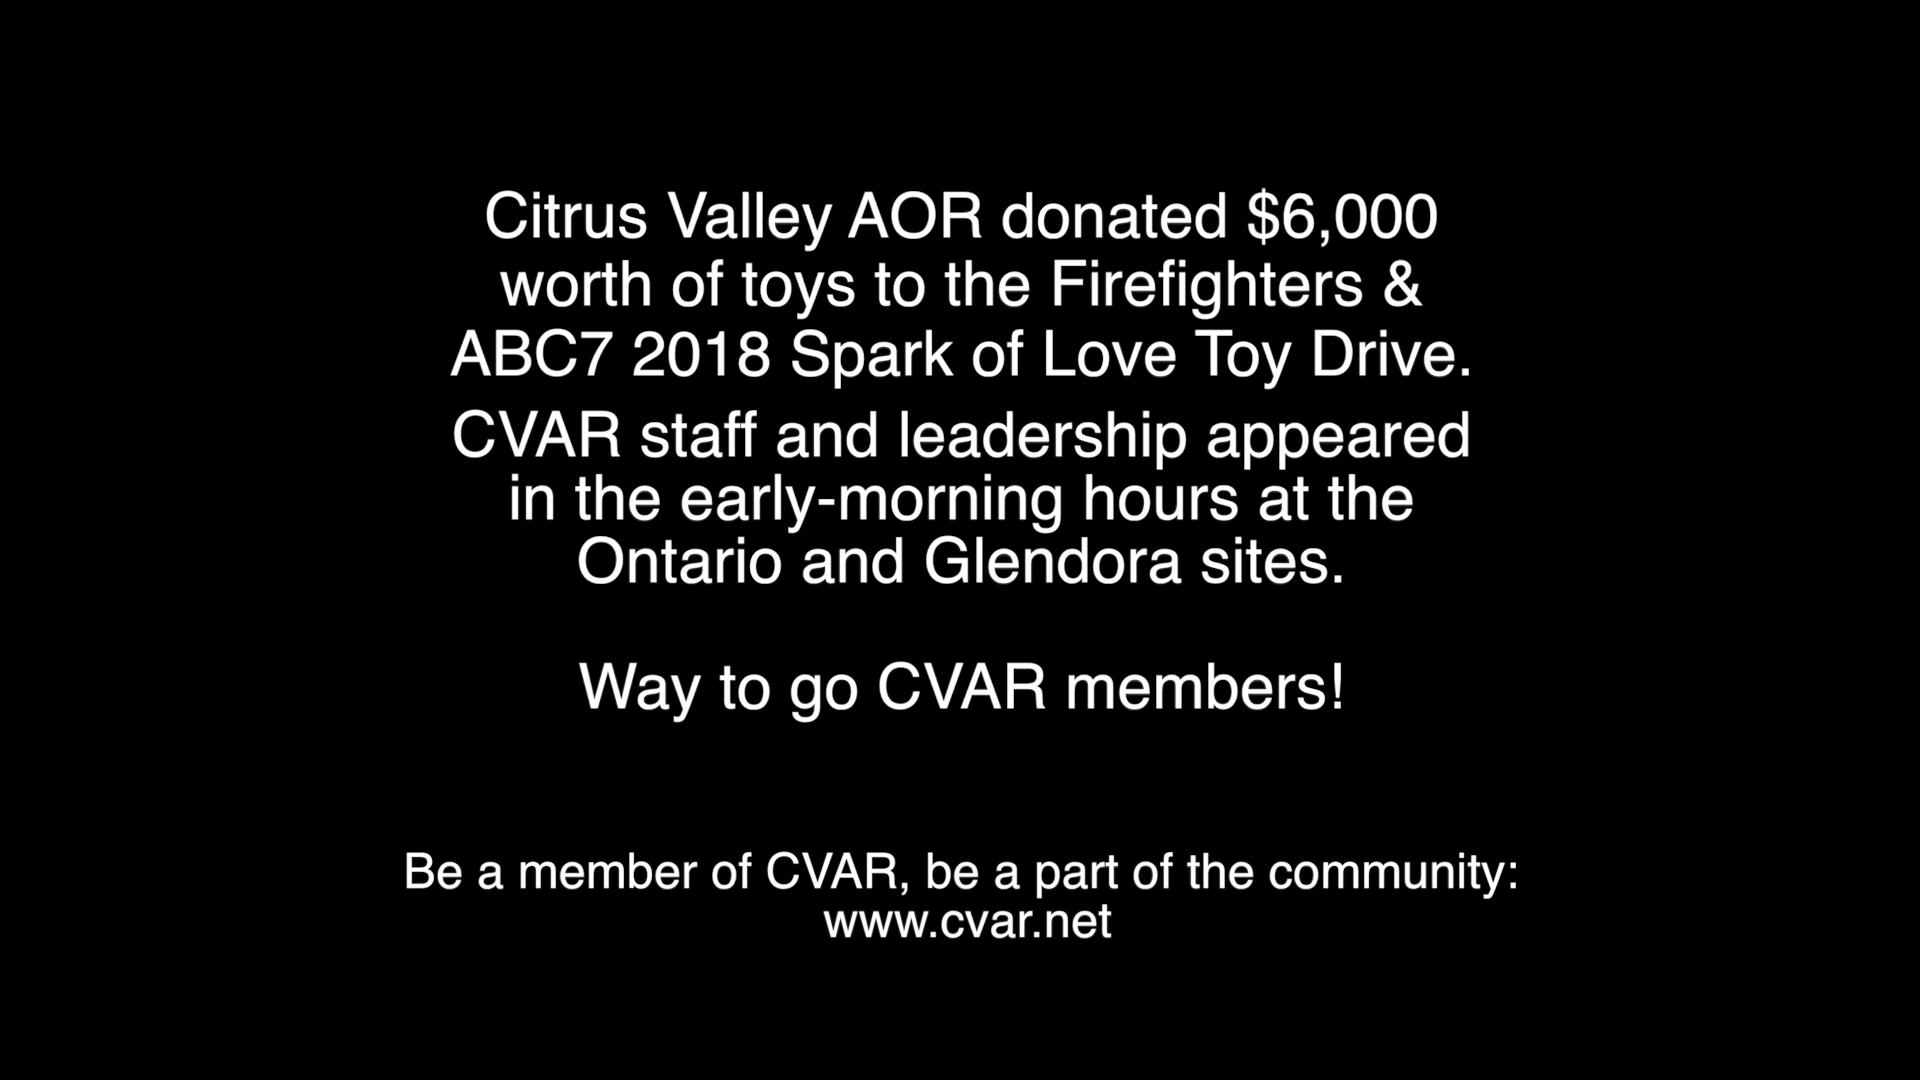 Citrus Valley AOR donated $6,000
worth of toys to the Firefighters &
ABC7 2018 Spark of Love Toy Drive.
CVAR staff and leadership appeared
in the early-morning hours at the
Ontario and Glendora sites.
Way to go CVAR members!
Be a member of CVAR, be a part of the community:
www.cvar.net